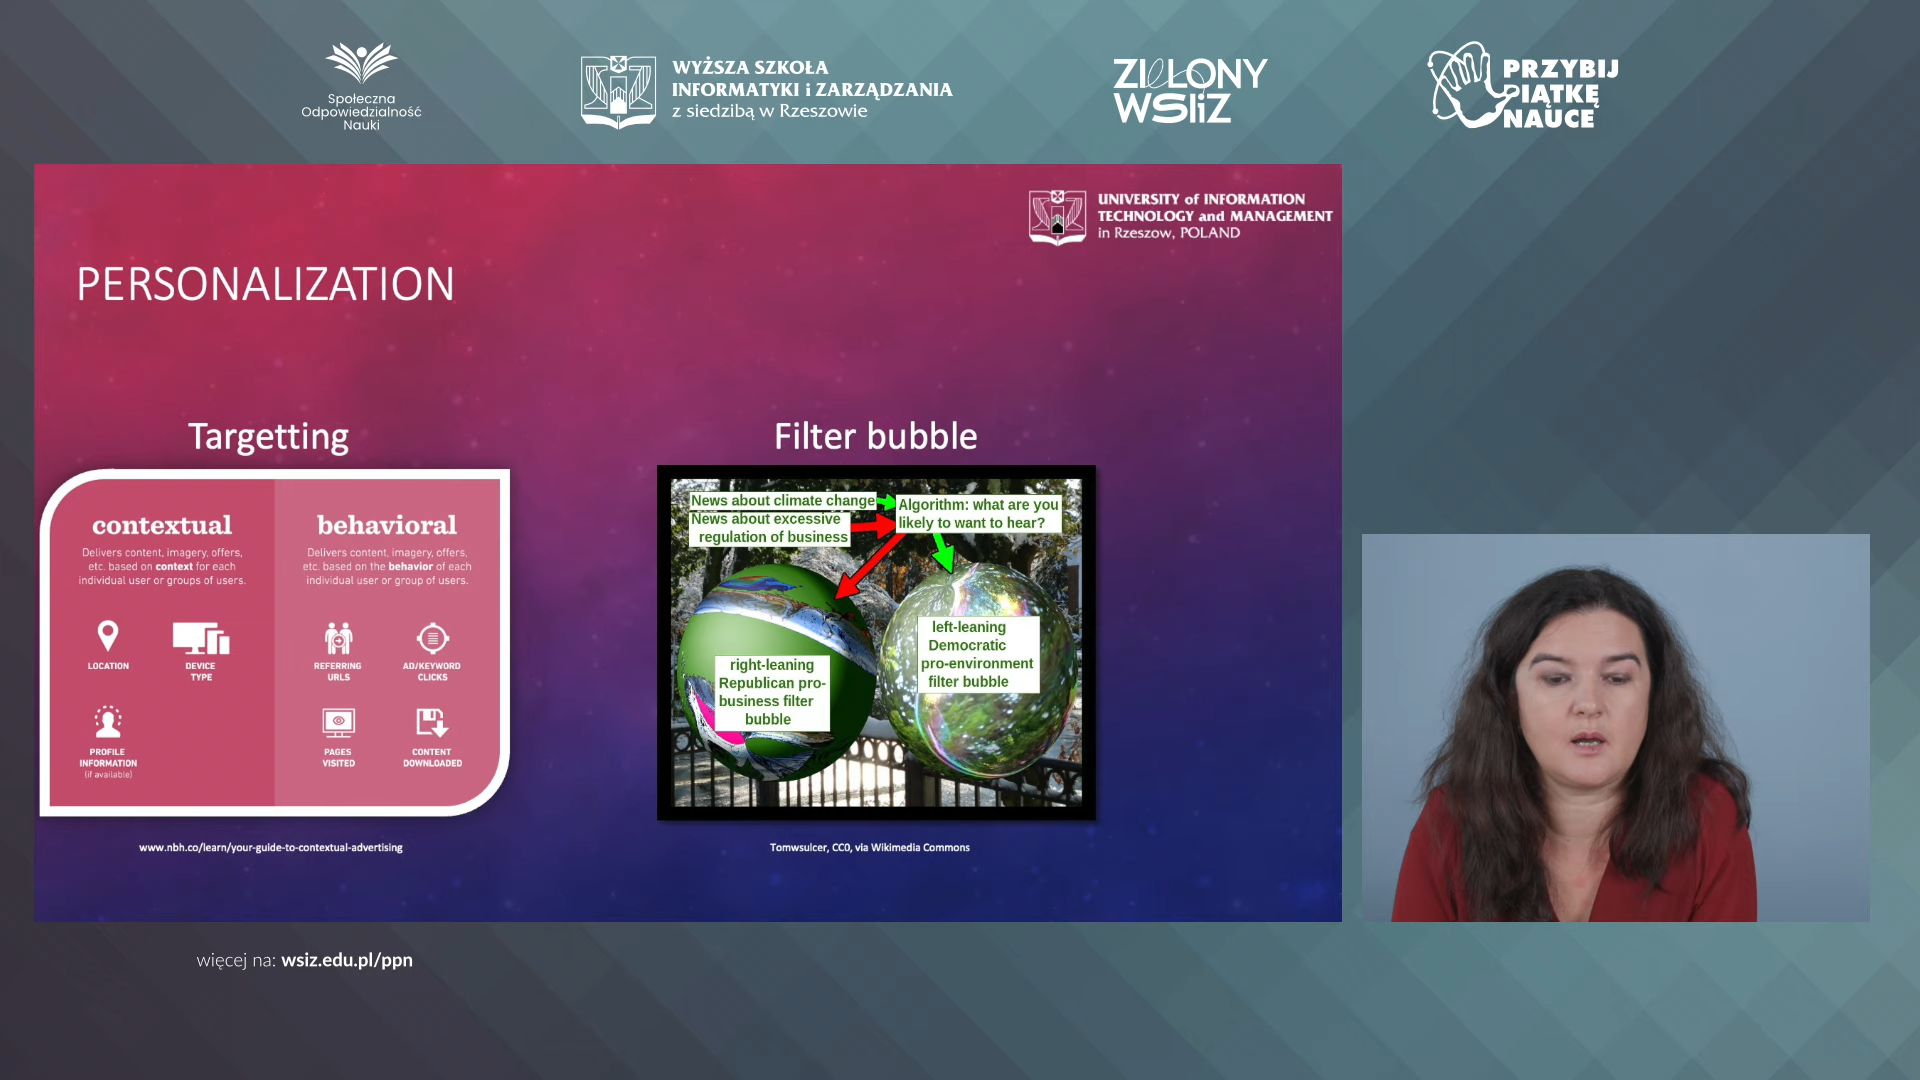 Społeczna
Odpowiedzialność
Nauki
WYŻSZA SZKOŁA
INFORMATYKI i ZARZĄDZANIA
z siedzibą w Rzeszowie
ZIELONY
WSIiZ
PRZYBIJ
PIĄTKĘ
NAUCE
UNIVERSITY of INFORMATION
TECHNOLOGY and MANAGEMENT
in Rzeszow, POLAND
PERSONALIZATION
Targetting
contextual
Delivers content, imagery, offers,
etc. based on context for each
individual user or groups of users.
LOCATION
DEVICE
TYPE
PROFILE
INFORMATION
(if available)
behavioral
Delivers content, imagery, offers,
etc. based on the behavior of each
individual user or group of users.
REFERRING
URLS
AD/KEYWORD
CLICKS
PAGES
VISITED
CONTENT
DOWNLOADED
www.nbh.co/learn/your-guide-to-contextual-advertising
Filter bubble
News about climate change
News about excessive
regulation of business
Algorithm: what are you
likely to want to hear?
right-leaning
Republican pro-
business filter
bubble
left-leaning
Democratic
pro-environment
filter bubble
Tomwsulcer, CC0, via Wikimedia Commons
więcej na: wsiz.edu.pl/ppn